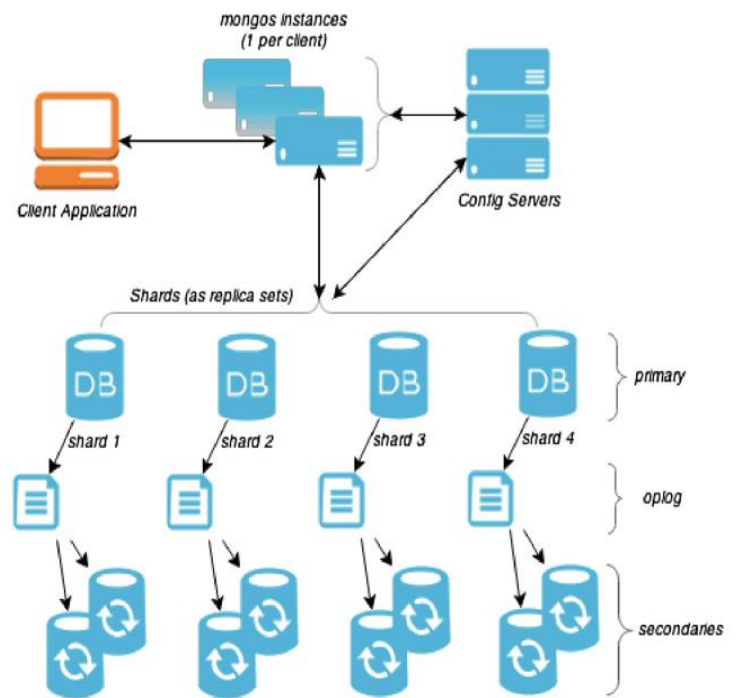 mongos instances
(1 per client)
Client Application
Config Servers
Shards (as replica sets)
DB
DB
DB
DB
primary
shard 1
shard 2
shard 3
shard 4
oplog
secondaries